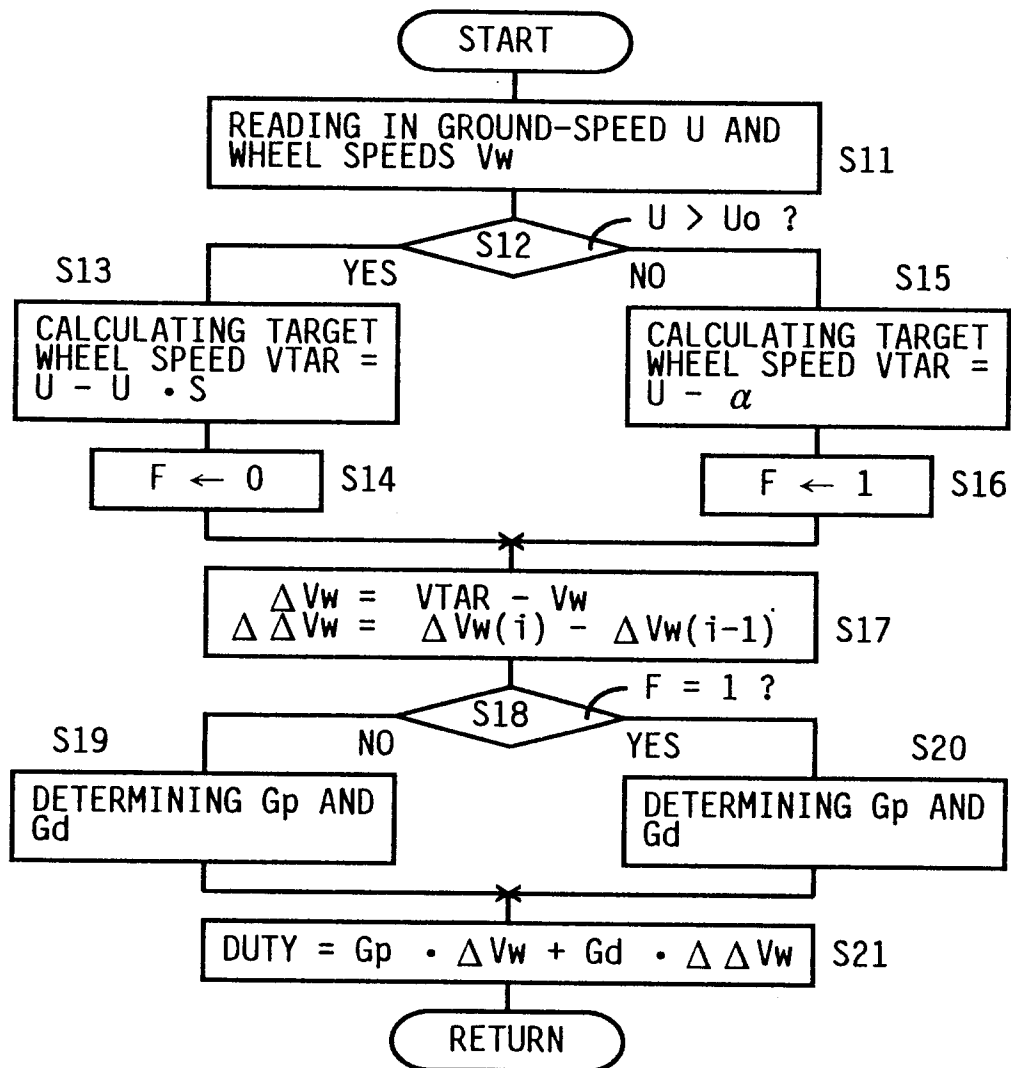 START
READING IN GROUND-SPEED U AND
WHEEL SPEEDS Vw
S11
U > Uo ?
S12
YES
NO
S13
S15
CALCULATING TARGET
WHEEL SPEED VTAR =
U - U · S
CALCULATING TARGET
WHEEL SPEED VTAR =
U - α
F ← 0
S14
F ← 1
S16
ΔVw = VTAR - Vw
ΔΔVw = ΔVw(i) - ΔVw(i-1)
S17
F = 1 ?
S18
NO
YES
S19
S20
DETERMINING Gp AND
Gd
DETERMINING Gp AND
Gd
DUTY = Gp · ΔVw + Gd · ΔΔVw
S21
RETURN